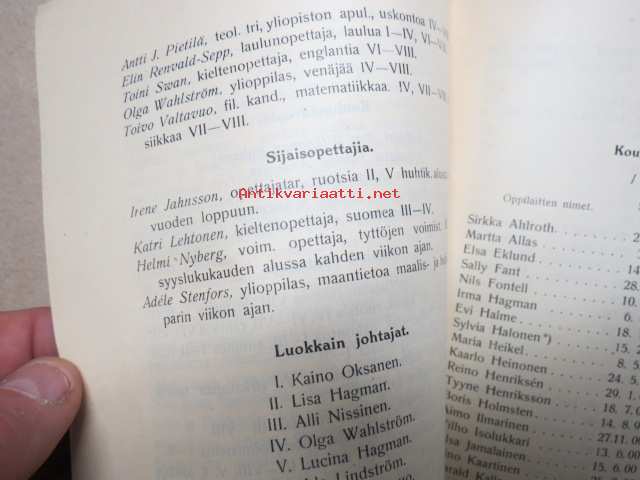 Antti J. Pietilä, teol. tri, yliopiston apul., uskontoa IV—
Elin Renvald-Sepp, laulunopettaja, laulua I—IV, VI—
Toini Swan, kieltenopettaja, englantia VI—VIII.
Olga Wahlström, ylioppilas, venäjää IV—VIII.
Toivo Valtavuo, fil. kand., matematiikkaa. IV, VII—
siikkaa VII—VIII.
Sijaisopettajia.
Antikvariaatti.net
Irene Jahnsson, opettajatar, ruotsia II, V huhtik. alusta
vuoden loppuun.
Katri Lehtonen, kieltenopettaja, suomea III—IV.
Helmi Nyberg, voim. opettaja, tyttöjen voimist.
syyslukukauden alussa kahden viikon ajan.
Adéle Stenfors, ylioppilas, maantietoa maalis- ja
parin viikon ajan.
Luokkain johtajat.
I. Kaino Oksanen.
II. Lisa Hagman.
III. Alli Nissinen.
IV. Olga Wahlström.
V. Lucina Hagman.
Lindström.
Kou
I
Oppilaitten nimet.
Sirkka Ahlroth
Martta Allas
Elsa Eklund
Sally Fant
Nils Fontell
Irma Hagman
Evi Halme
Sylvia Halonen*)
Maria Heikel
Kaarlo Heinonen
Reino Henriksén
Tyyne Henriksson
Boris Holmsten
Aimo Ilmarinen
Isolukkari
Jamalainen
Kaartinen